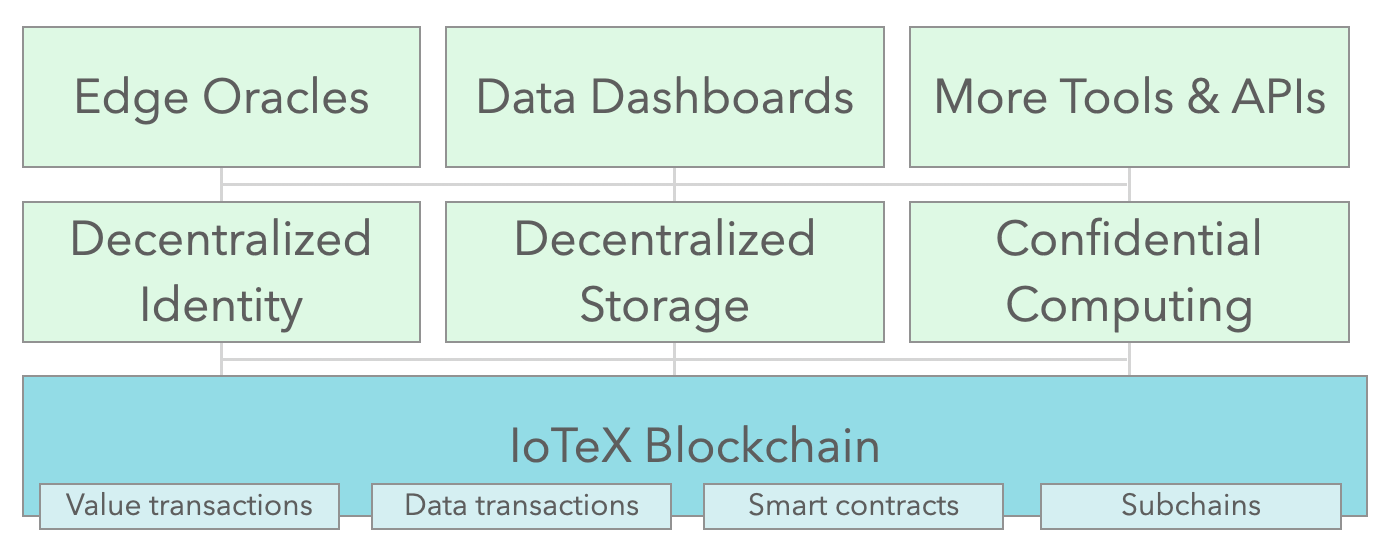 Edge Oracles
Data Dashboards
More Tools & APIs
Decentralized
Identity
Decentralized
Storage
Confidential
Computing
IoTeX Blockchain
Value transactions
Data transactions
Smart contracts
Subchains